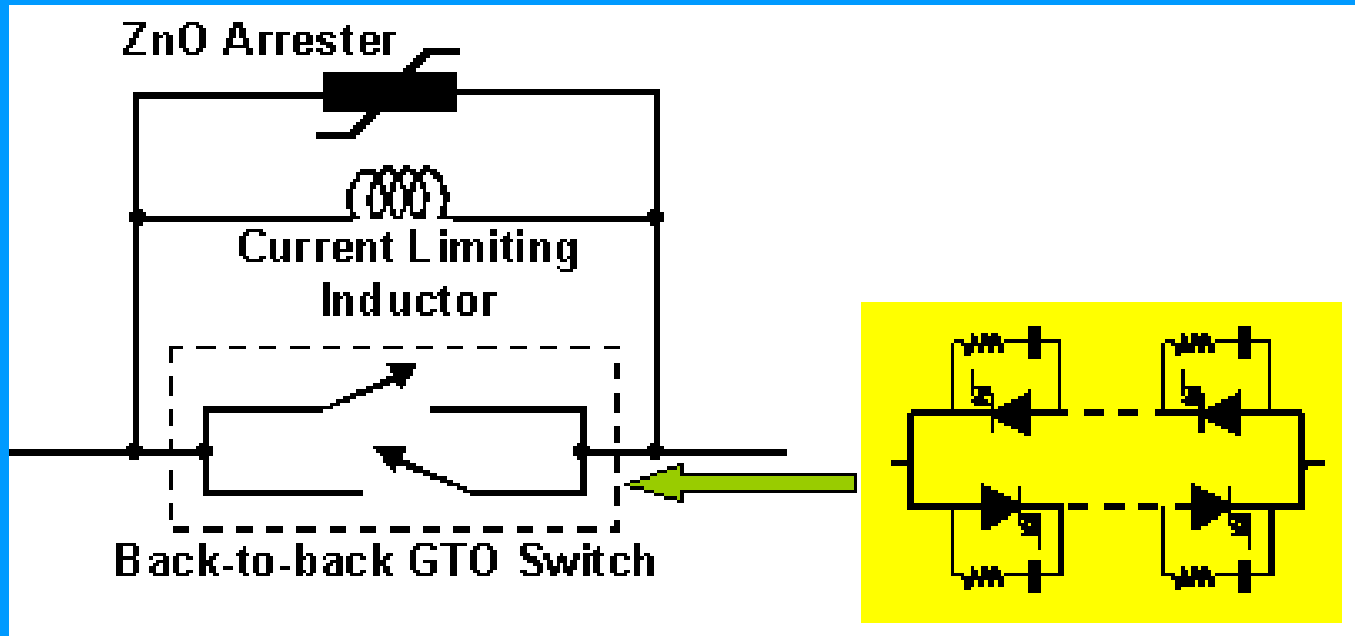 ZnO Arrester
Current Limiting
Inductor
Back-to-back GTO Switch